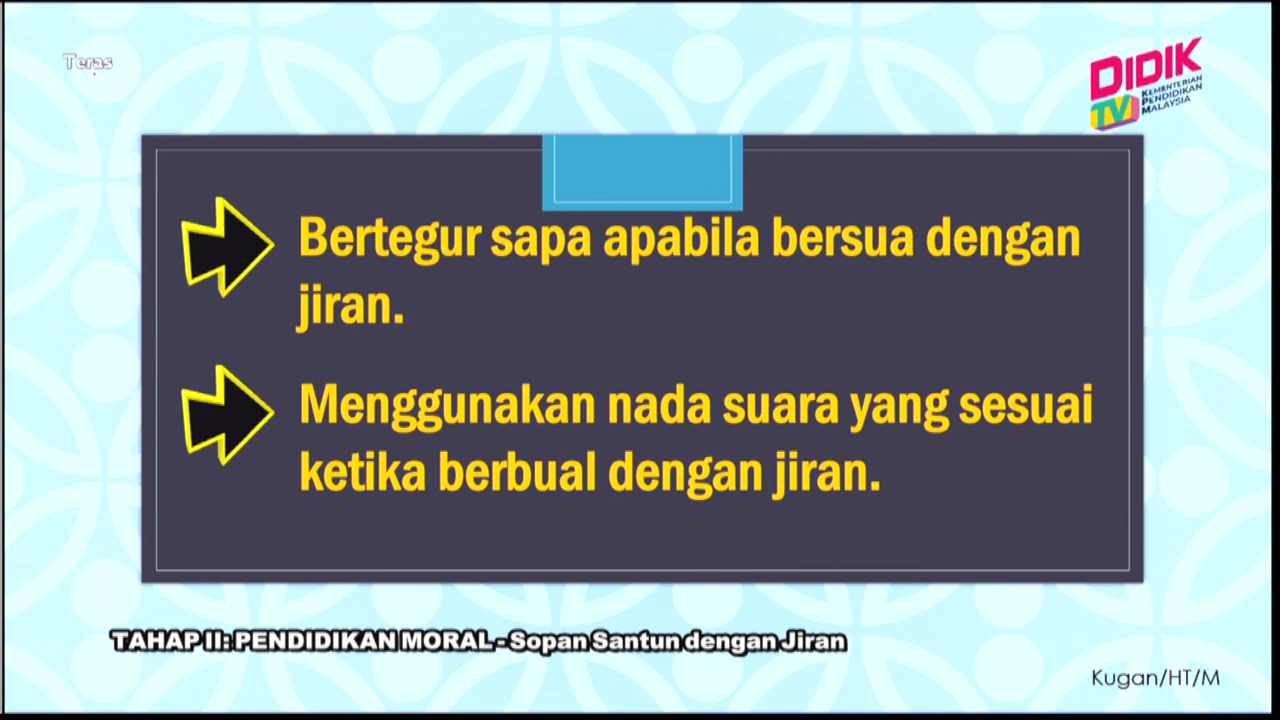 Teras
DIDIK
TV
KEMENTERIAN
PENDIDIKAN
MALAYSIA
Bertegur sapa apabila bersua dengan
jiran.
Menggunakan nada suara yang sesuai
ketika berbual dengan jiran.
TAHAP II: PENDIDIKAN MORAL - Sopan Santun dengan Jiran
Kugan/HT/M